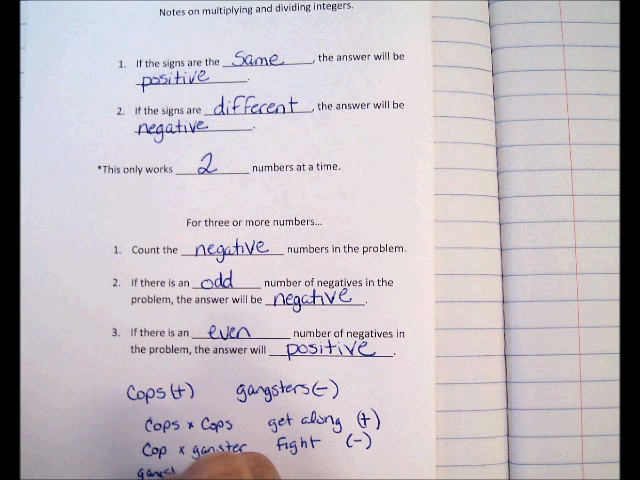 Notes on multiplying and dividing integers.
1. If the signs are the same, the answer will be
positive.
2. If the signs are different, the answer will be
negative.
*This only works 2 numbers at a time.
For three or more numbers...
1. Count the negative numbers in the problem.
2. If there is an odd number of negatives in the
problem, the answer will be negative.
3. If there is an even number of negatives in
the problem, the answer will positive.
Cops (+) gangsters (-)
Cops x Cops get along (+)
Cop x ganster fight (-)